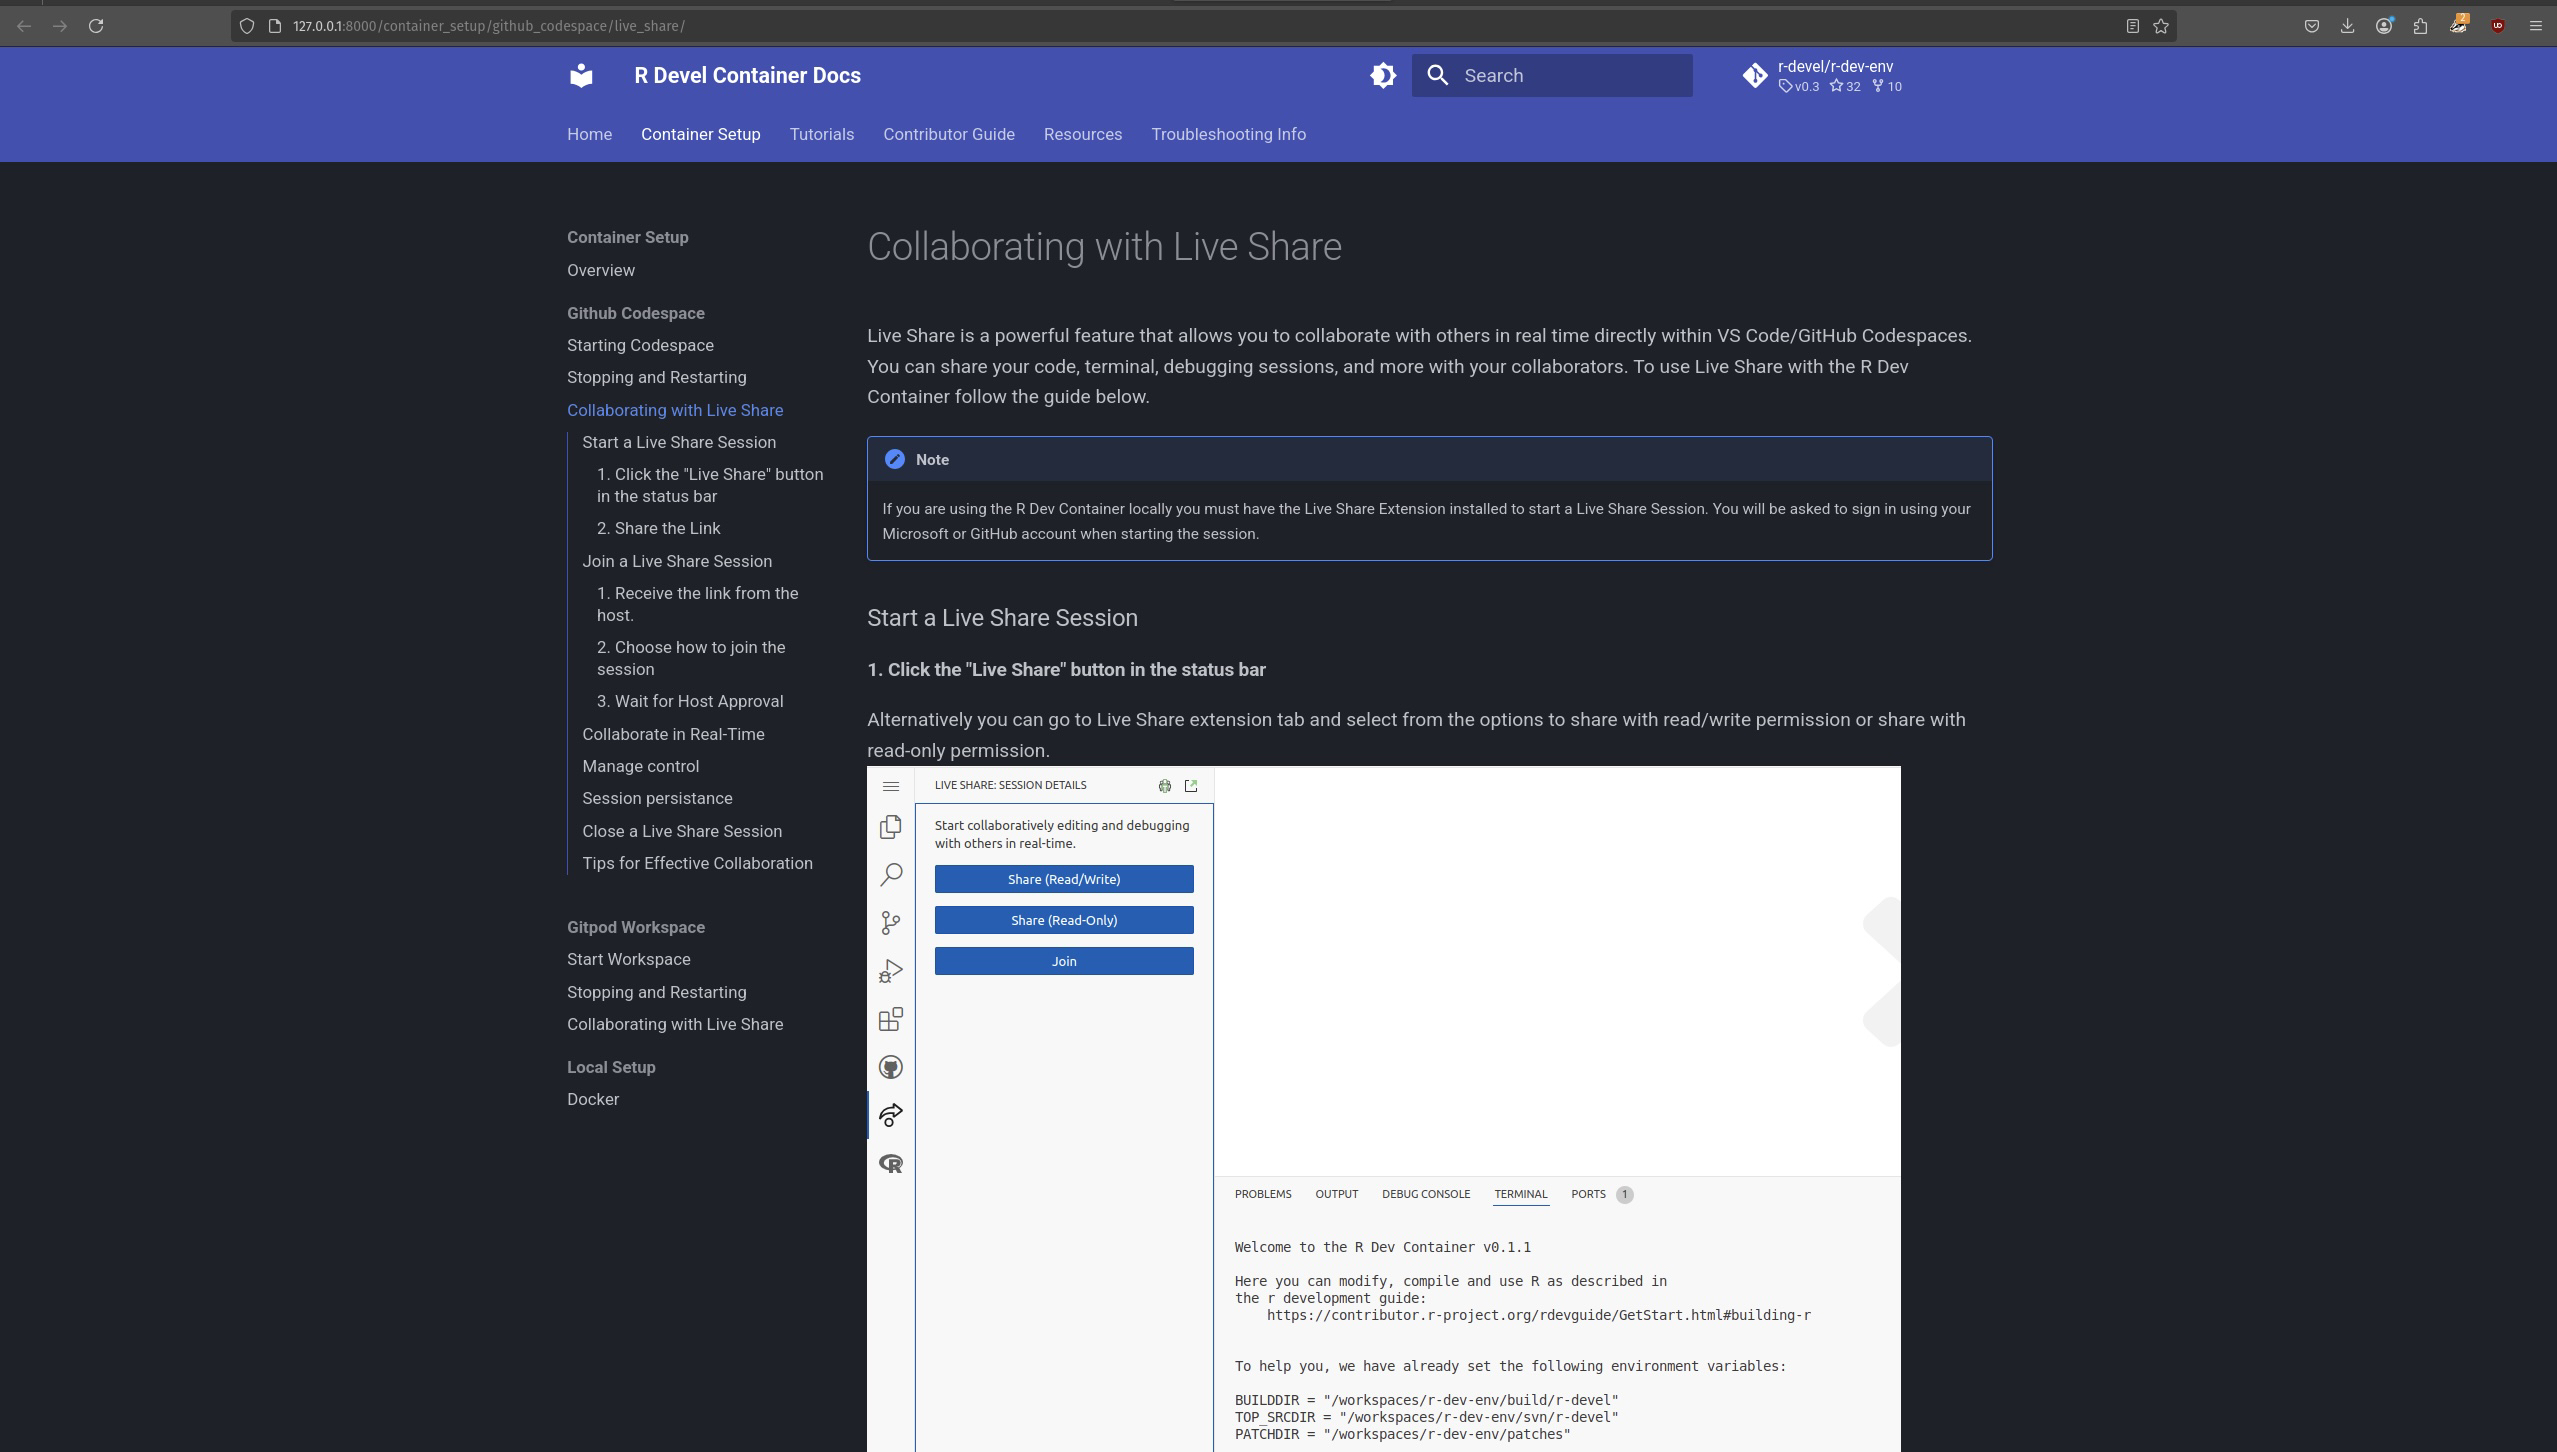 127.0.0.1:8000/container_setup/github_codespace/live_share/
2
R Devel Container Docs
Search
r-devel/r-dev-env
v0.3 32 10
Home Container Setup Tutorials Contributor Guide Resources Troubleshooting Info
Container Setup
Overview
Github Codespace
Starting Codespace
Stopping and Restarting
Collaborating with Live Share
Start a Live Share Session
1. Click the "Live Share" button
in the status bar
2. Share the Link
Join a Live Share Session
1. Receive the link from the
host.
2. Choose how to join the
session
3. Wait for Host Approval
Collaborate in Real-Time
Manage control
Session persistance
Close a Live Share Session
Tips for Effective Collaboration
Gitpod Workspace
Start Workspace
Stopping and Restarting
Collaborating with Live Share
Local Setup
Docker
Collaborating with Live Share
Live Share is a powerful feature that allows you to collaborate with others in real time directly within VS Code/GitHub Codespaces.
You can share your code, terminal, debugging sessions, and more with your collaborators. To use Live Share with the R Dev
Container follow the guide below.
Note
If you are using the R Dev Container locally you must have the Live Share Extension installed to start a Live Share Session. You will be asked to sign in using your
Microsoft or GitHub account when starting the session.
Start a Live Share Session
1. Click the "Live Share" button in the status bar
Alternatively you can go to Live Share extension tab and select from the options to share with read/write permission or share with
read-only permission.
LIVE SHARE: SESSION DETAILS
Start collaboratively editing and debugging
with others in real-time.
Share (Read/Write)
Share (Read-Only)
Join
R
PROBLEMS OUTPUT DEBUG CONSOLE TERMINAL PORTS 1
Welcome to the R Dev Container v0.1.1
Here you can modify, compile and use R as described in
the r development guide:
https://contributor.r-project.org/rdevguide/GetStart.html#building-r
To help you, we have already set the following environment variables:
BUILDDIR = "/workspaces/r-dev-env/build/r-devel"
TOP_SRCDIR = "/workspaces/r-dev-env/svn/r-devel"
PATCHDIR = "/workspaces/r-dev-env/patches"